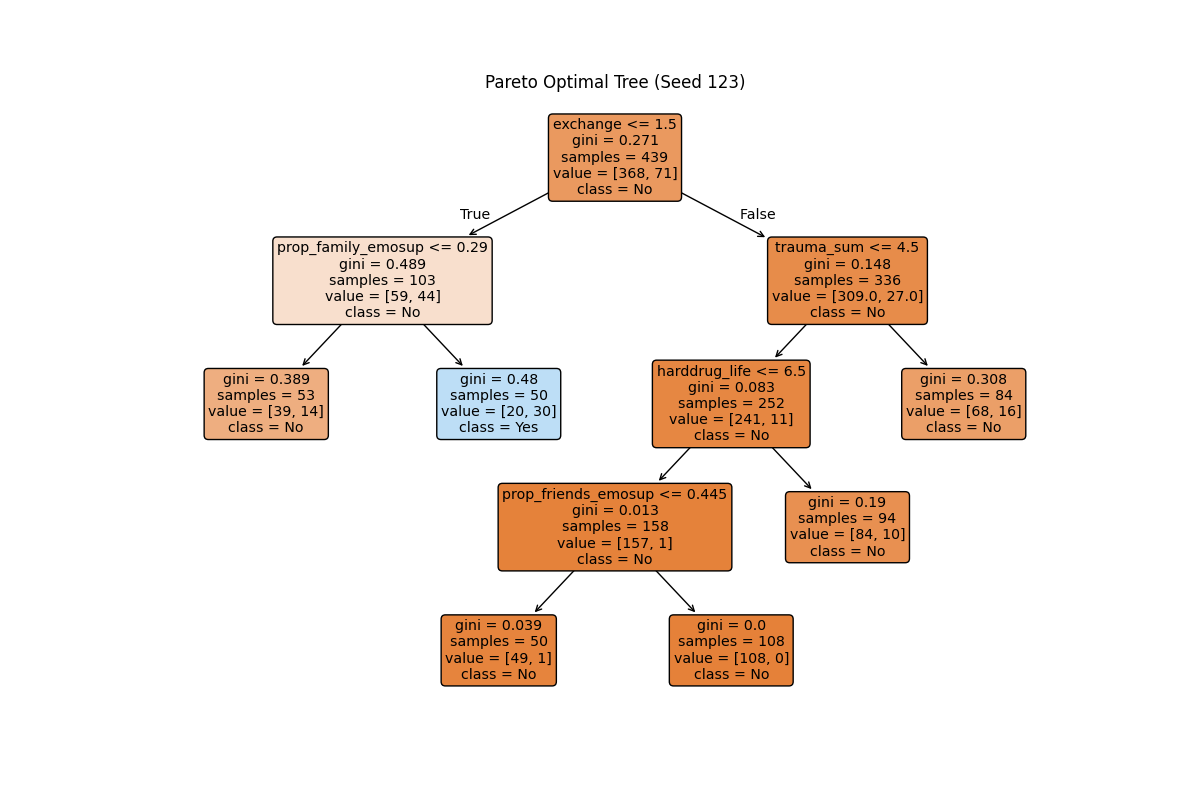 Pareto Optimal Tree (Seed 123)
exchange <= 1.5
gini = 0.271
samples = 439
value = [368, 71]
class = No
True
False
prop_family_emosup <= 0.29
gini = 0.489
samples = 103
value = [59, 44]
class = No
trauma_sum <= 4.5
gini = 0.148
samples = 336
value = [309.0, 27.0]
class = No
gini = 0.389
samples = 53
value = [39, 14]
class = No
gini = 0.48
samples = 50
value = [20, 30]
class = Yes
harddrug_life <= 6.5
gini = 0.083
samples = 252
value = [241, 11]
class = No
gini = 0.308
samples = 84
value = [68, 16]
class = No
prop_friends_emosup <= 0.445
gini = 0.013
samples = 158
value = [157, 1]
class = No
gini = 0.19
samples = 94
value = [84, 10]
class = No
gini = 0.039
samples = 50
value = [49, 1]
class = No
gini = 0.0
samples = 108
value = [108, 0]
class = No